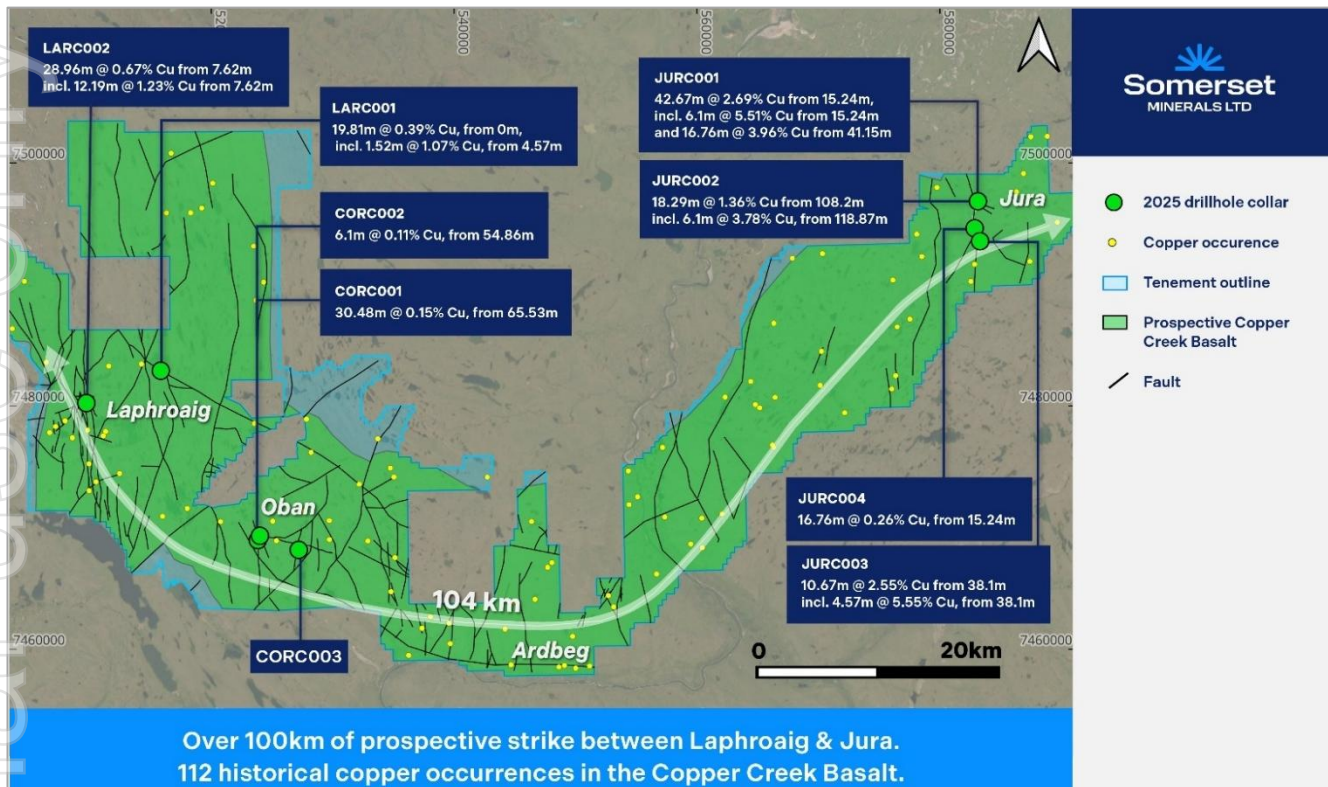 LARC002
28.96m @ 0.67% Cu from 7.62m
incl. 12.19m @ 1.23% Cu from 7.62m
LARC001
19.81m @ 0.39% Cu, from 0m,
incl. 1.52m @ 1.07% Cu, from 4.57m
CORC002
6.1m @ 0.11% Cu, from 54.86m
CORC001
30.48m @ 0.15% Cu, from 65.53m
540000
560000
580000
JURC001
42.67m @ 2.69% Cu from 15.24m,
incl. 6.1m @ 5.51% Cu from 15.24m
and 16.76m @ 3.96% Cu from 41.15m
JURC002
18.29m @ 1.36% Cu from 108.2m
incl. 6.1m @ 3.78% Cu, from 118.87m
7500000
7500000
Jura
7480000
7480000
Laphroaig
Oban
JURC004
16.76m @ 0.26% Cu, from 15.24m
JURC003
10.67m @ 2.55% Cu from 38.1m
incl. 4.57m @ 5.55% Cu, from 38.1m
104 km
CORC003
Ardbeg
7460000
7460000
0 20km
Somerset
MINERALS LTD
2025 drillhole collar
Copper occurence
Tenement outline
Prospective Copper
Creek Basalt
Fault
Over 100km of prospective strike between Laphroaig & Jura.
112 historical copper occurrences in the Copper Creek Basalt.